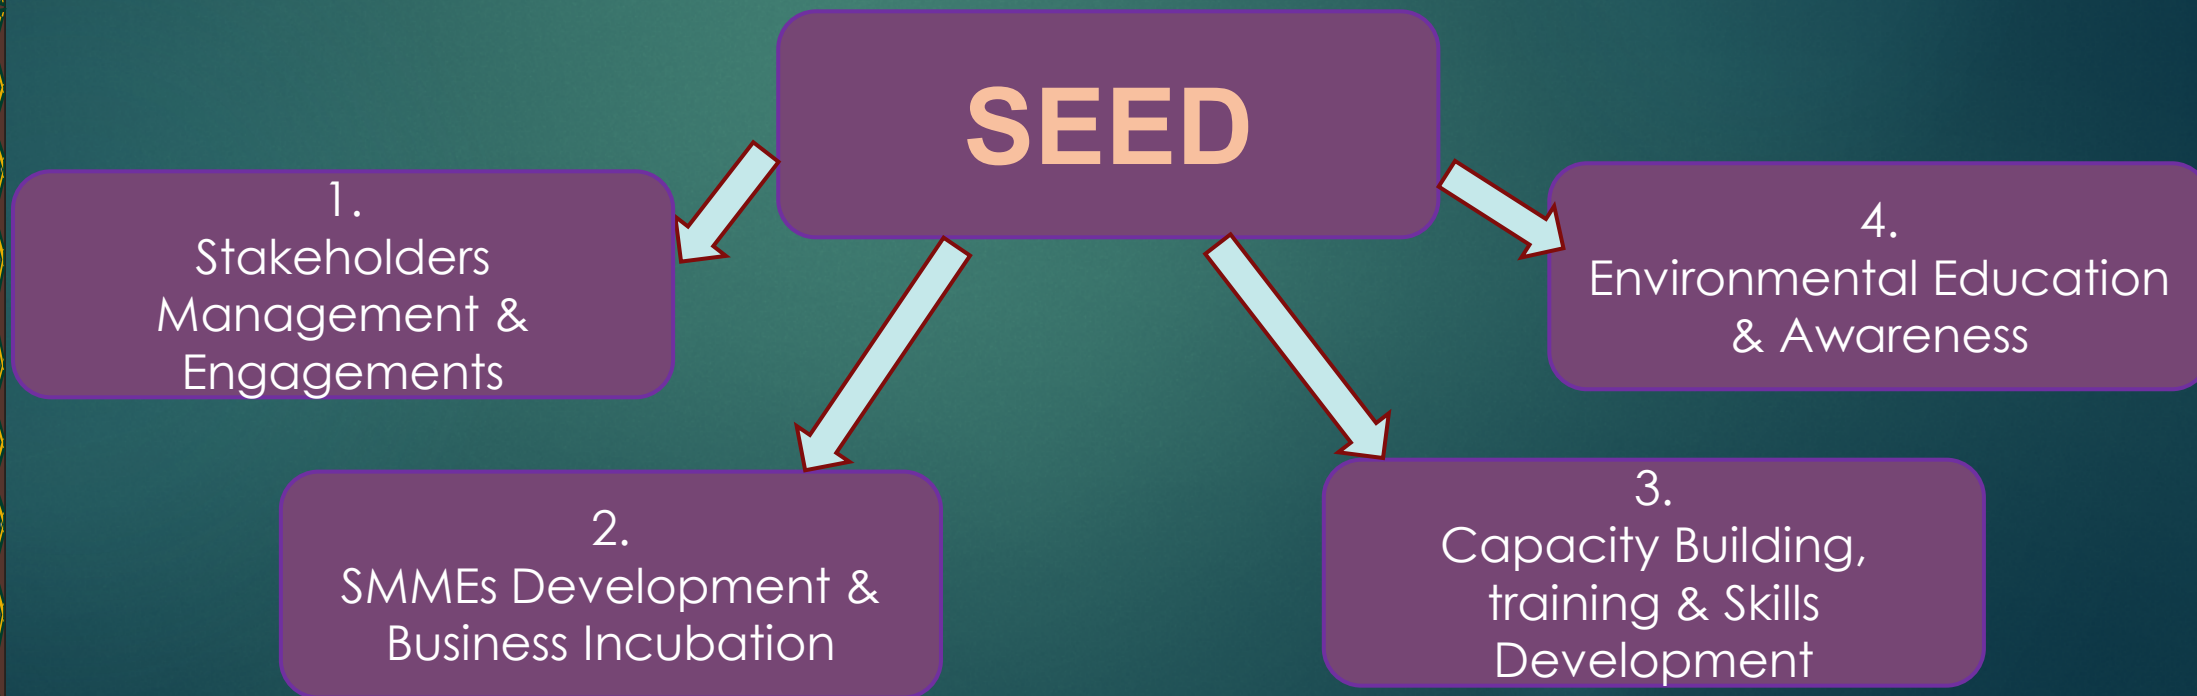 SEED
1.
Stakeholders
Management &
Engagements
2.
SMMEs Development &
Business Incubation
3.
Capacity Building,
training & Skills
Development
4.
Environmental Education
& Awareness